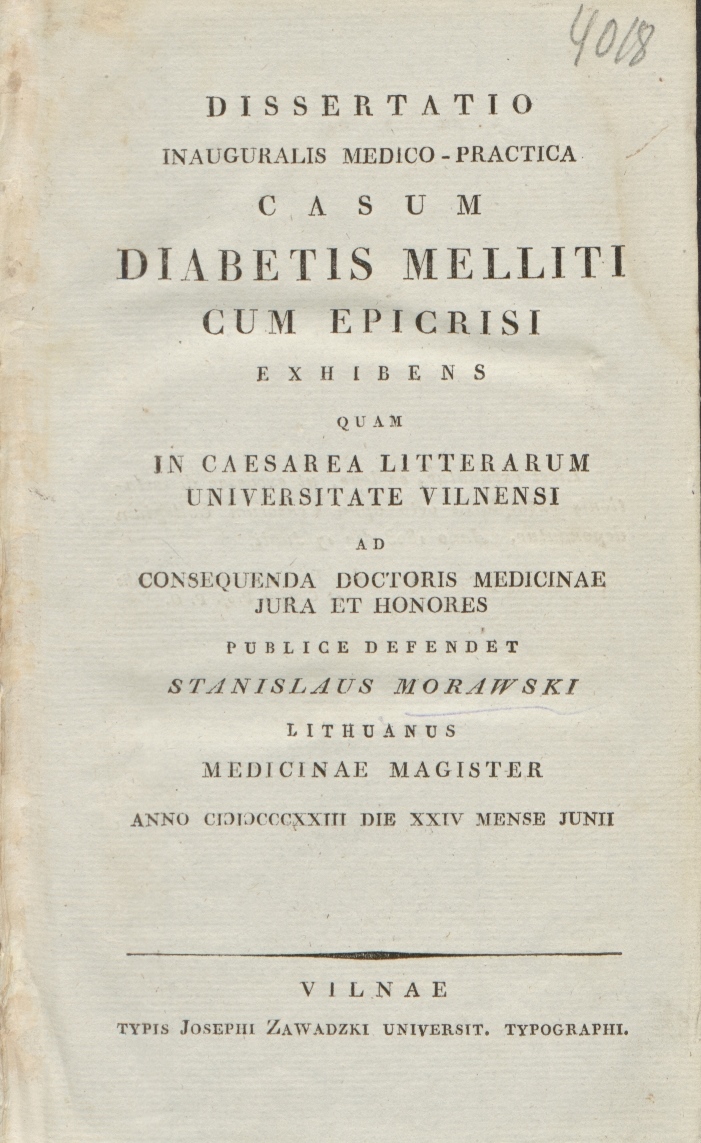 4018
DISSERTATIO
INAUGURALIS MEDICO-PRACTICA
CASUM
DIABETIS MELLITI
CUM EPICRISI
EXHIBENS
QUAM
IN CAESAREA LITTERARUM
UNIVERSITATE VILNENSI
AD
CONSEQUENDA DOCTORIS MEDICINAE
JURA ET HONORES
PUBLICE DEFENDET
STANISLAUS MORAWSKI
LITHUANUS
MEDICINAE MAGISTER
ANNO CIƆIƆCCCXXIII DIE XXIV MENSE JUNII
VILNAE
TYPIS JOSEPHI ZAWADZKI UNIVERSIT. TYPOGRAPHI.